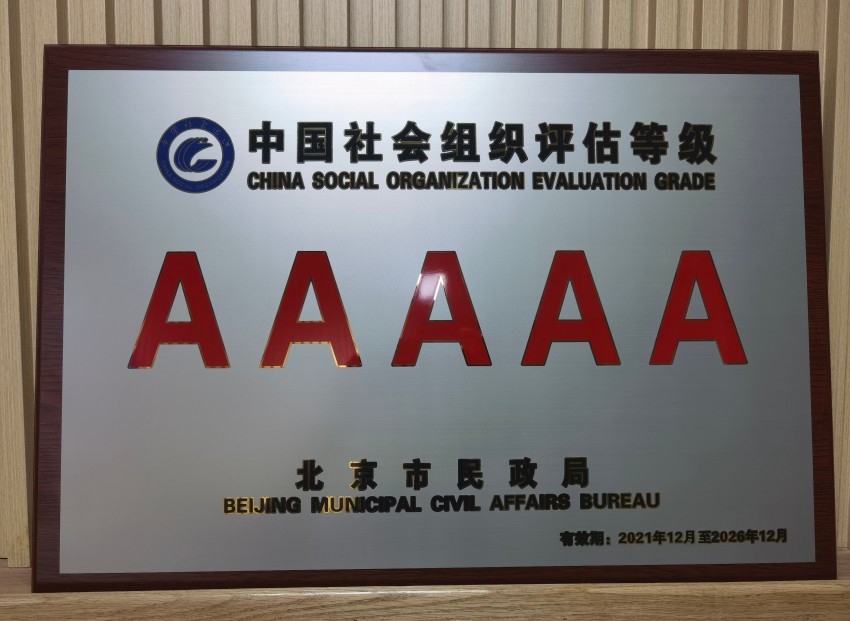 中国社会组织评估等级
CHINA SOCIAL ORGANIZATION EVALUATION GRADE
AAAAA
北京市民政局
BEIJING MUNICIPAL CIVIL AFFAIRS BUREAU
有效期：2021年12月至2026年12月